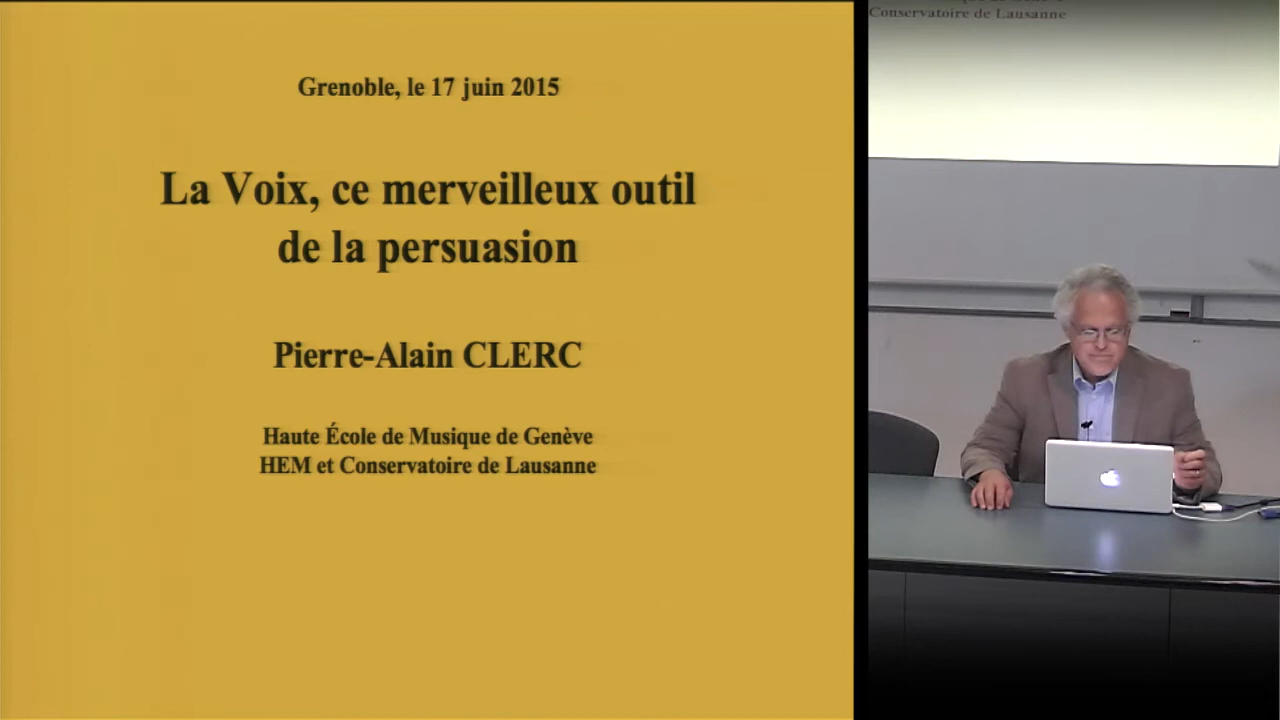 Grenoble, le 17 juin 2015
La Voix, ce merveilleux outil
de la persuasion
Pierre-Alain CLERC
Haute École de Musique de Genève
HEM et Conservatoire de Lausanne
Conservatoire de Lausanne